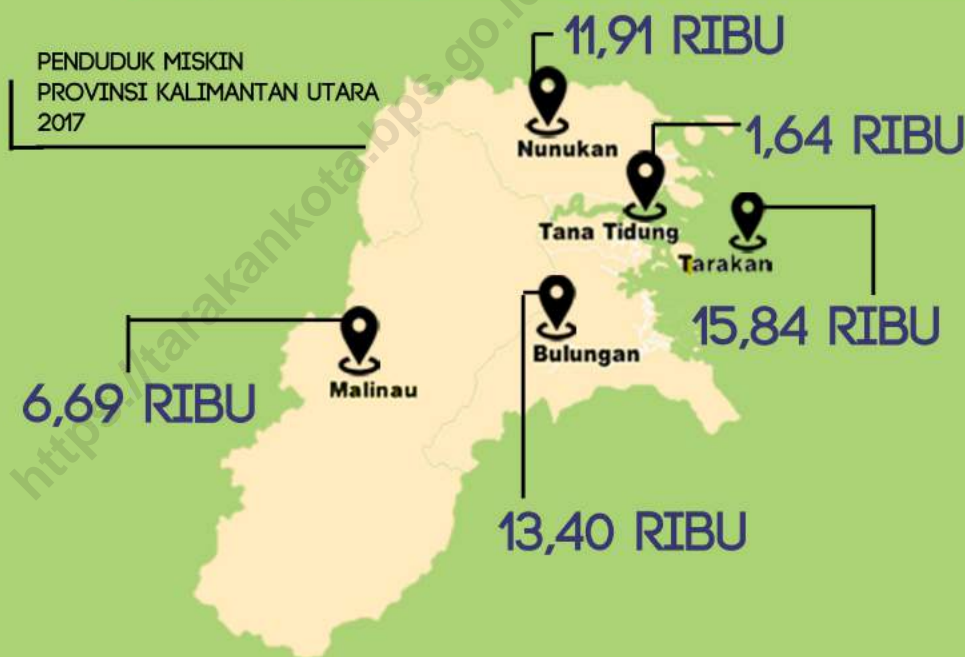 PENDUDUK MISKIN
PROVINSI KALIMANTAN UTARA
2017
11,91 RIBU
Nunukan
1,64 RIBU
Tana Tidung
Tarakan
15,84 RIBU
Bulungan
13,40 RIBU
Malinau
6,69 RIBU
https://tarakankota.bps.go.id